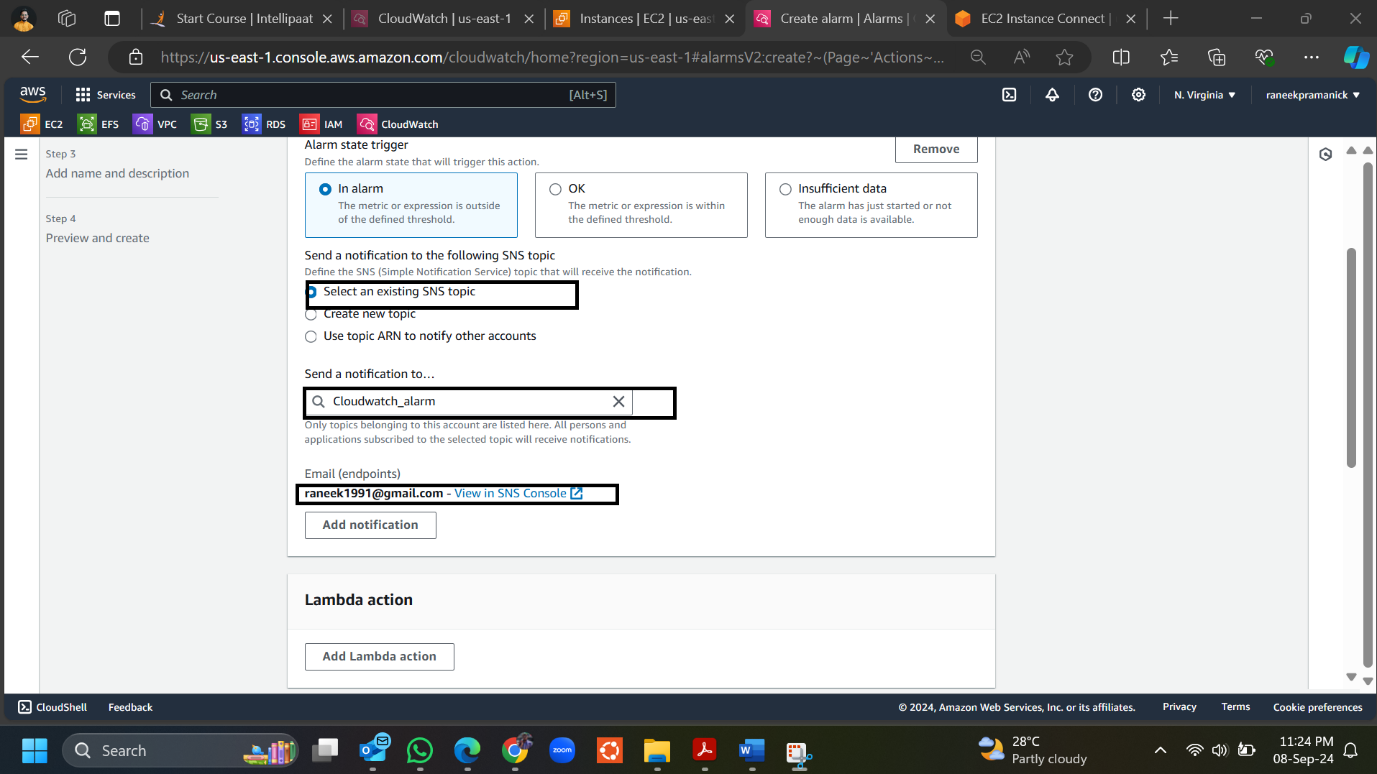 Start Course | Intellipaat
CloudWatch | us-east-1
Instances | EC2 | us-east
Create alarm | Alarms |
EC2 Instance Connect |
https://us-east-1.console.aws.amazon.com/cloudwatch/home?region=us-east-1#alarmsV2:create?~(Page~'Actions~...
aws
Services
Search
[Alt+S]
N. Virginia
raneekpramanick
EC2
EFS
VPC
S3
RDS
IAM
CloudWatch
Step 3
Add name and description
Step 4
Preview and create
Alarm state trigger
Define the alarm state that will trigger this action.
Remove
In alarm
The metric or expression is outside
of the defined threshold.
OK
The metric or expression is within
the defined threshold.
Insufficient data
The alarm has just started or not
enough data is available.
Send a notification to the following SNS topic
Define the SNS (Simple Notification Service) topic that will receive the notification.
Select an existing SNS topic
Create new topic
Use topic ARN to notify other accounts
Send a notification to…
Cloudwatch_alarm
Only topics belonging to this account are listed here. All persons and
applications subscribed to the selected topic will receive notifications.
Email (endpoints)
raneek1991@gmail.com - View in SNS Console
Add notification
Lambda action
Add Lambda action
CloudShell
Feedback
© 2024, Amazon Web Services, Inc. or its affiliates.
Privacy
Terms
Cookie preferences
Search
zoom
28°C
Partly cloudy
11:24 PM
08-Sep-24